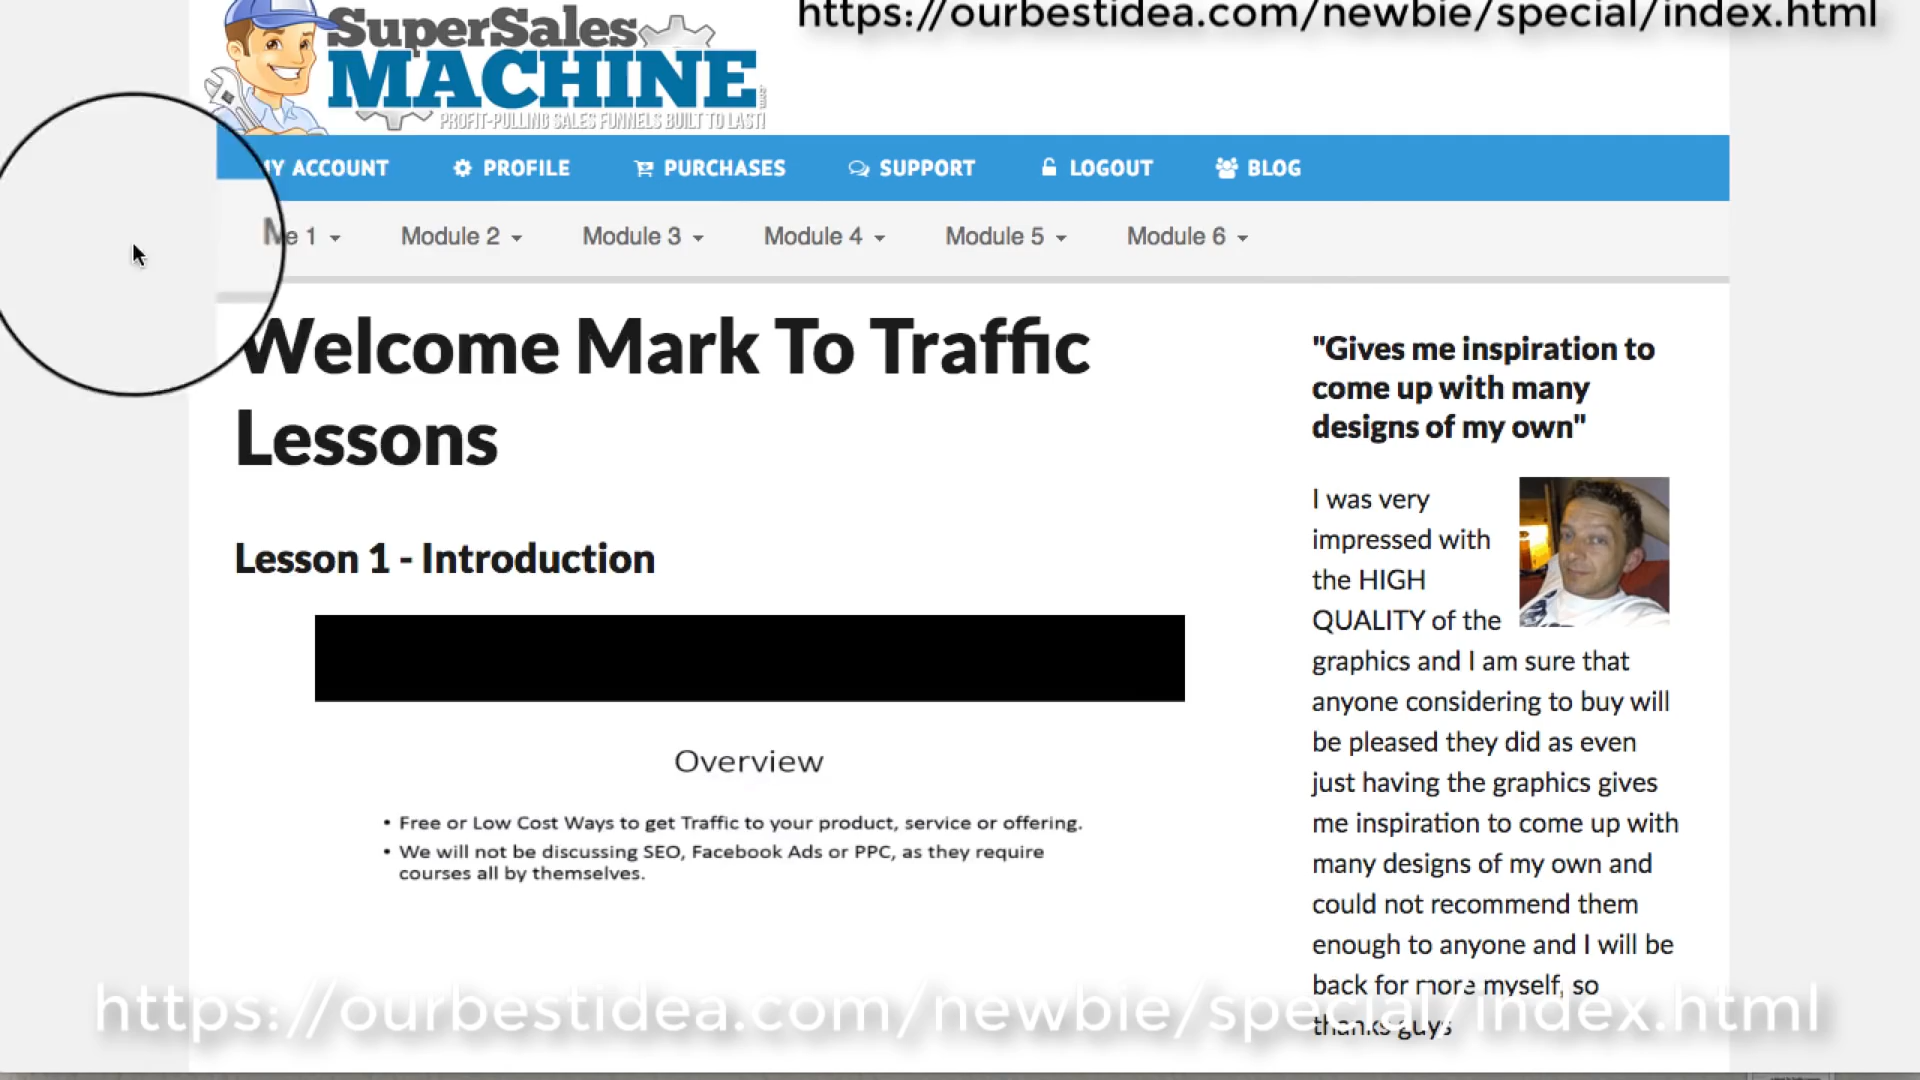 https://ourbestidea.com/newbie/special/index.html
SuperSales
MACHINE
PROFIT-PULLING SALES FUNNELS BUILT TO LAST!
MY ACCOUNT PROFILE PURCHASES SUPPORT LOGOUT BLOG
Me 1 Module 2 Module 3 Module 4 Module 5 Module 6
Welcome Mark To Traffic
Lessons
Lesson 1 - Introduction
Overview
• Free or Low Cost Ways to get Traffic to your product, service or offering.
• We will not be discussing SEO, Facebook Ads or PPC, as they require
courses all by themselves.
"Gives me inspiration to
come up with many
designs of my own"
I was very
impressed with
the HIGH
QUALITY of the
graphics and I am sure that
anyone considering to buy will
be pleased they did as even
just having the graphics gives
me inspiration to come up with
many designs of my own and
could not recommend them
enough to anyone and I will be
back for more myself, so
thanks guys
https://ourbestidea.com/newbie/special/index.html